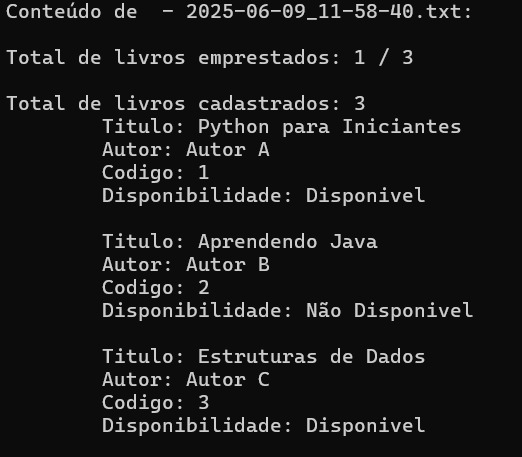 Conteúdo de  - 2025-06-09_11-58-40.txt:

Total de livros emprestados: 1 / 3

Total de livros cadastrados: 3
        Titulo: Python para Iniciantes
        Autor: Autor A
        Codigo: 1
        Disponibilidade: Disponivel

        Titulo: Aprendendo Java
        Autor: Autor B
        Codigo: 2
        Disponibilidade: Não Disponivel

        Titulo: Estruturas de Dados
        Autor: Autor C
        Codigo: 3
        Disponibilidade: Disponivel